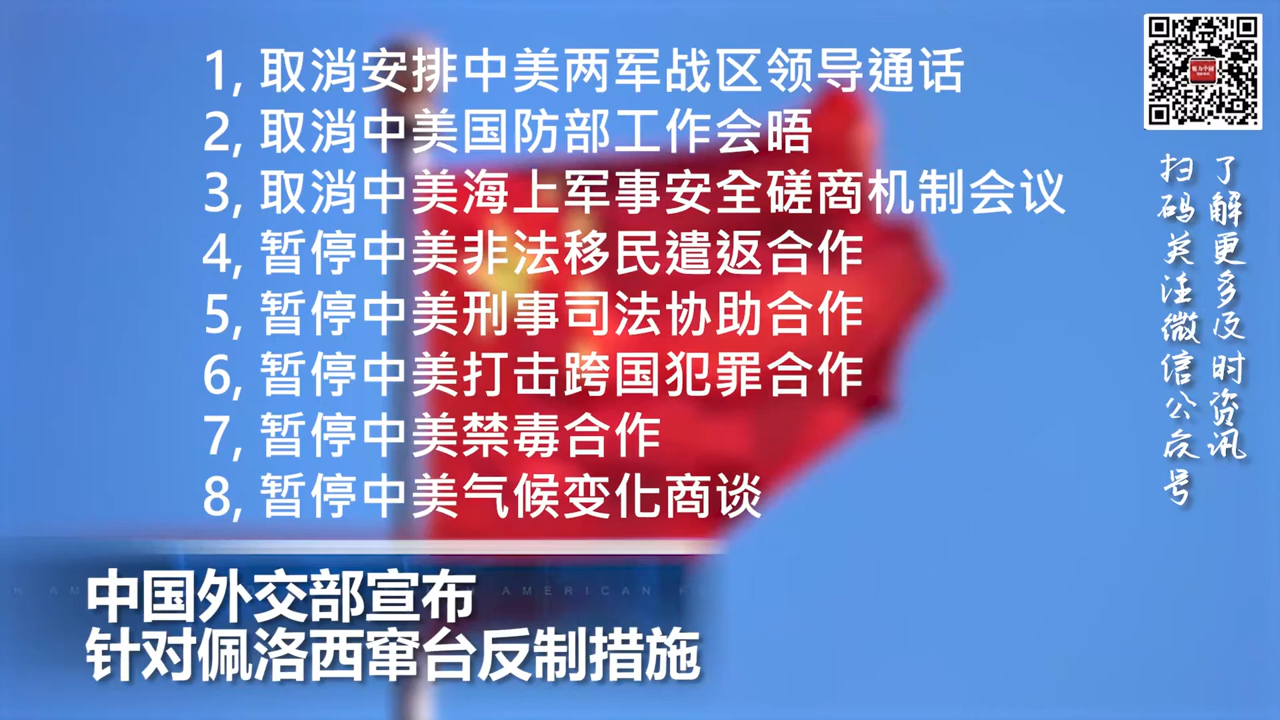 1, 取消安排中美两军战区领导通话
2, 取消中美国防部工作会晤
3, 取消中美海上军事安全磋商机制会议
4, 暂停中美非法移民遣返合作
5, 暂停中美刑事司法协助合作
6, 暂停中美打击跨国犯罪合作
7, 暂停中美禁毒合作
8, 暂停中美气候变化商谈
了解更多及时资讯
扫码关注微信公众号
中国外交部宣布
针对佩洛西窜台反制措施
AMERICAN